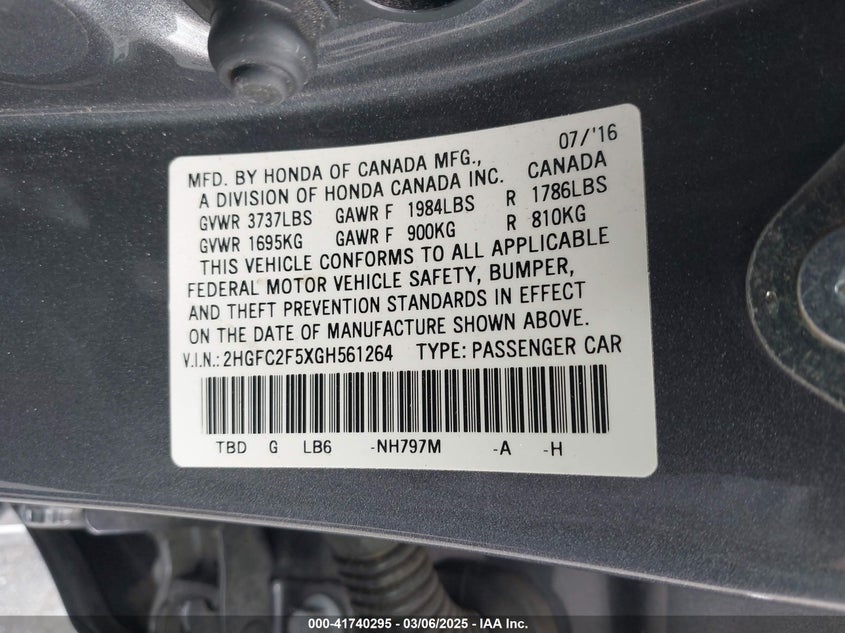 07/'16
MFD. BY HONDA OF CANADA MFG.,
A DIVISION OF HONDA CANADA INC. CANADA
GVWR 3737LBS GAWR F 1984LBS R 1786LBS
GVWR 1695KG GAWR F 900KG R 810KG
THIS VEHICLE CONFORMS TO ALL APPLICABLE
FEDERAL MOTOR VEHICLE SAFETY, BUMPER,
AND THEFT PREVENTION STANDARDS IN EFFECT
ON THE DATE OF MANUFACTURE SHOWN ABOVE.
V.I.N.: 2HGFC2F5XGH561264 TYPE: PASSENGER CAR
TBD G LB6 -NH797M -A -H
000-41740295 - 03/06/2025 - IAA Inc.